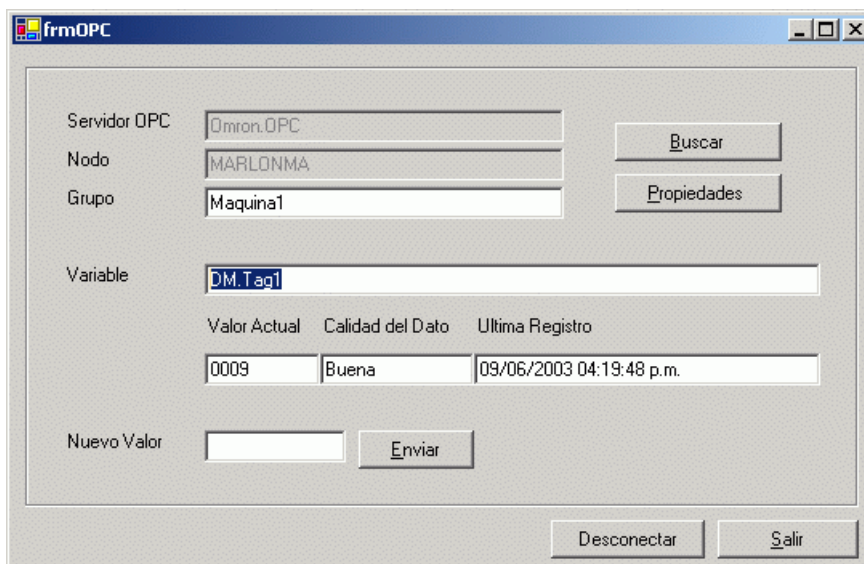 frmOPC
Servidor OPC Omron.OPC
Buscar
Nodo MARLONMA
Grupo Maquina1
Propiedades
Variable DM.Tag1
Valor Actual Calidad del Dato Ultima Registro
0009 Buena 09/06/2003 04:19:48 p.m.
Nuevo Valor Enviar
Desconectar Salir